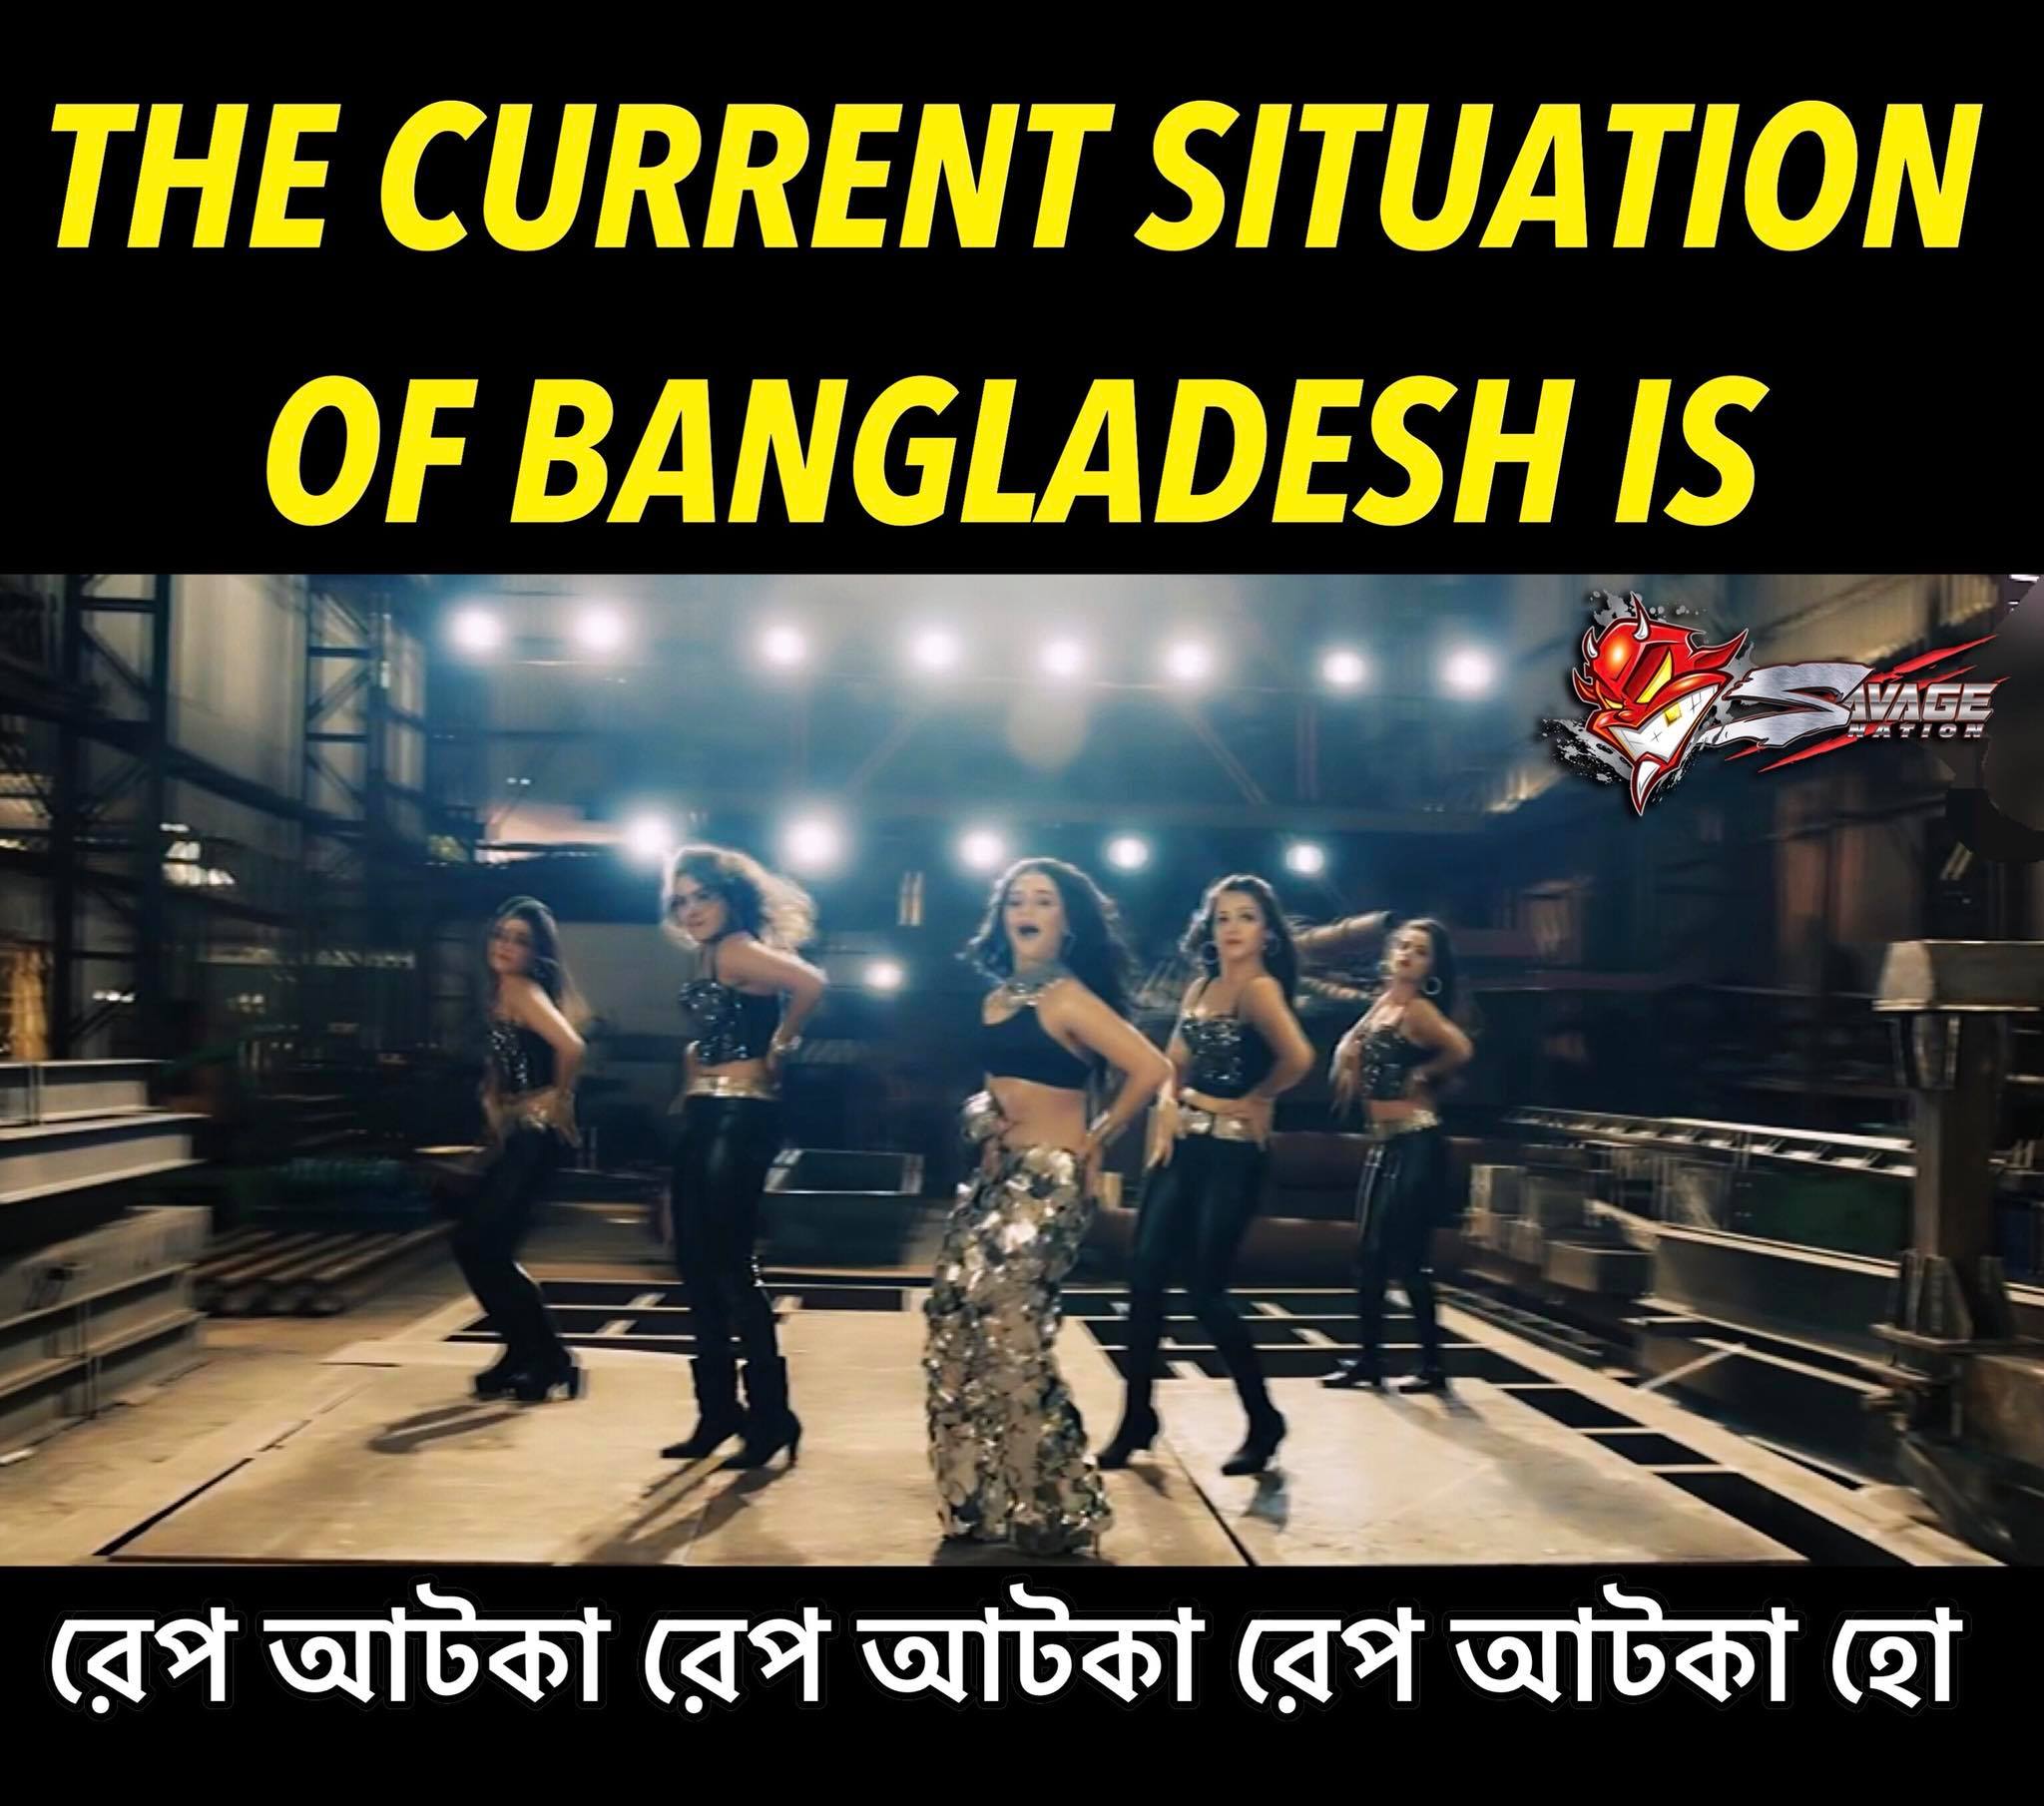 THE CURRENT SITUATION
OF BANGLADESH IS
SAVAGE
NATION
রেপ আটকা রেপ আটকা রেপ আটকা হো